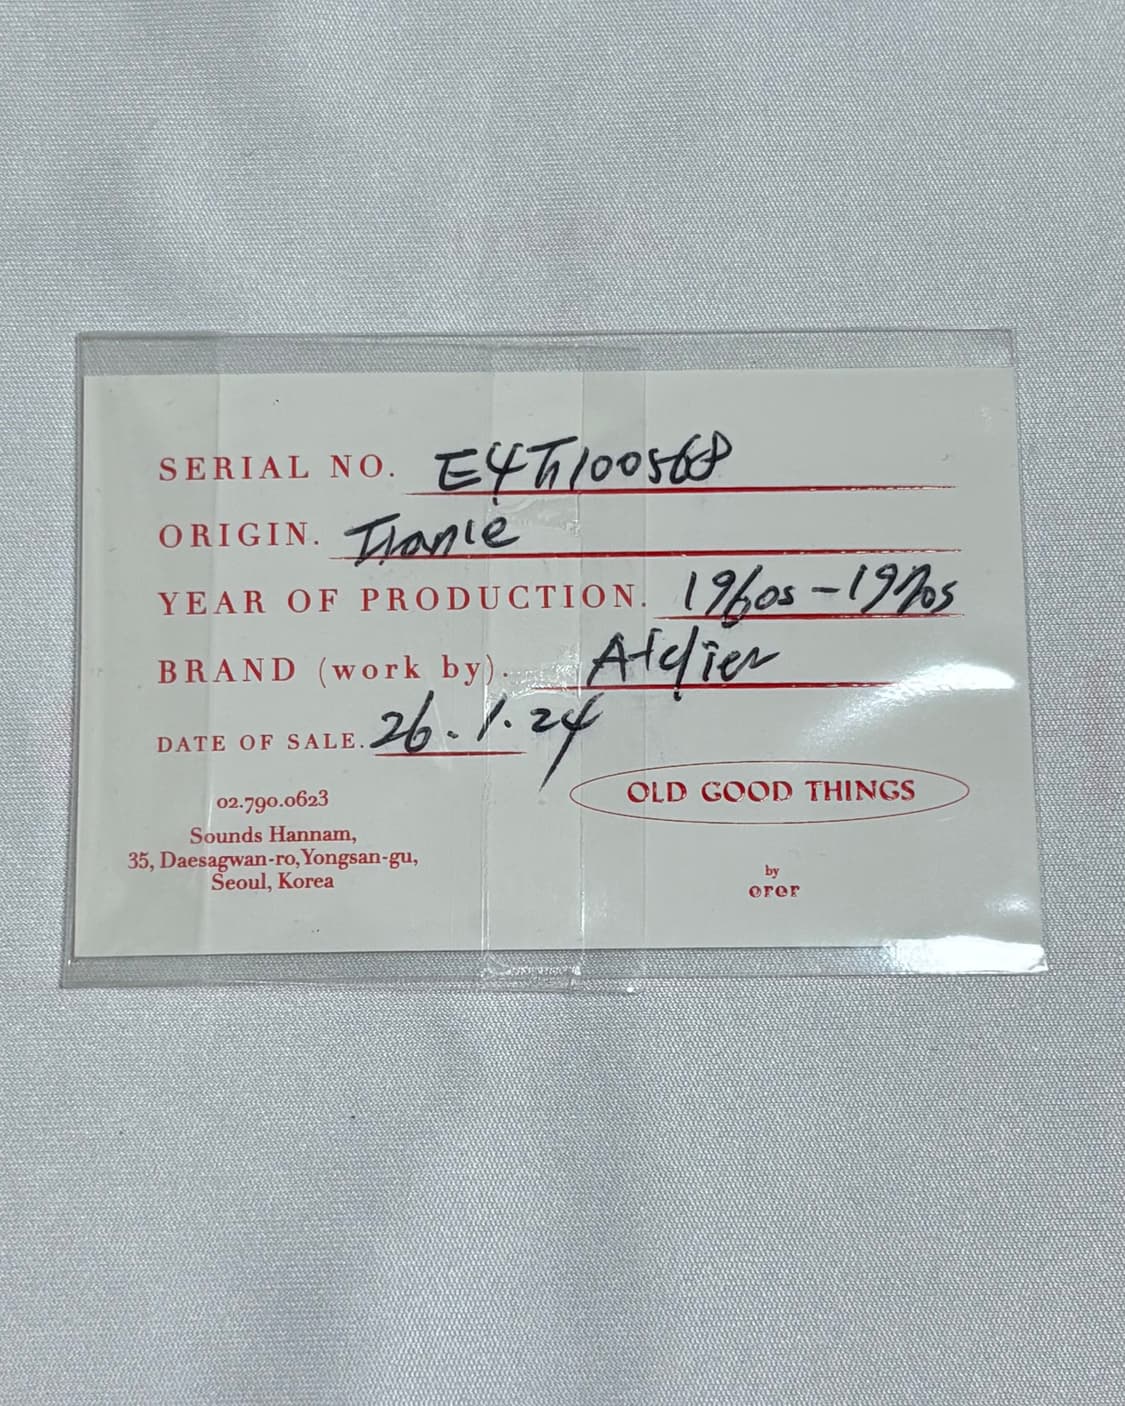 SERIAL NO.
ORIGIN. France
YEAR OF PRODUCTION. 1960s - 1970s
BRAND (work by). Atelier
DATE OF SALE. 26. 1. 24
02.790.0623
Sounds Hannam,
35, Daesagwan-ro, Yongsan-gu,
Seoul, Korea
OLD GOOD THINGS
by
orer